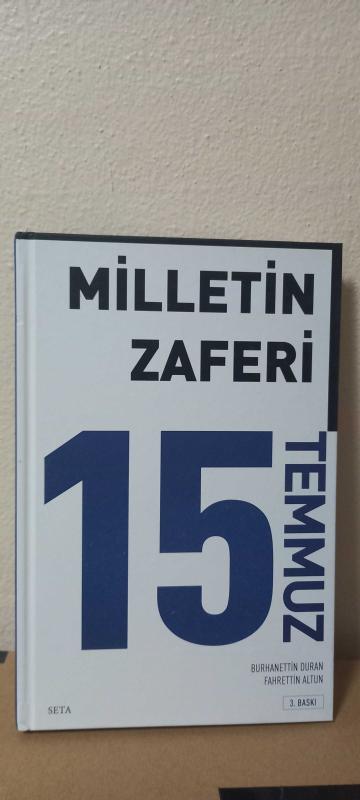 MİLLETİN
ZAFERİ
15
TEMMUZ
BURHANETTİN DURAN
FAHRETTİN ALTUN
3. BASKI
SETA